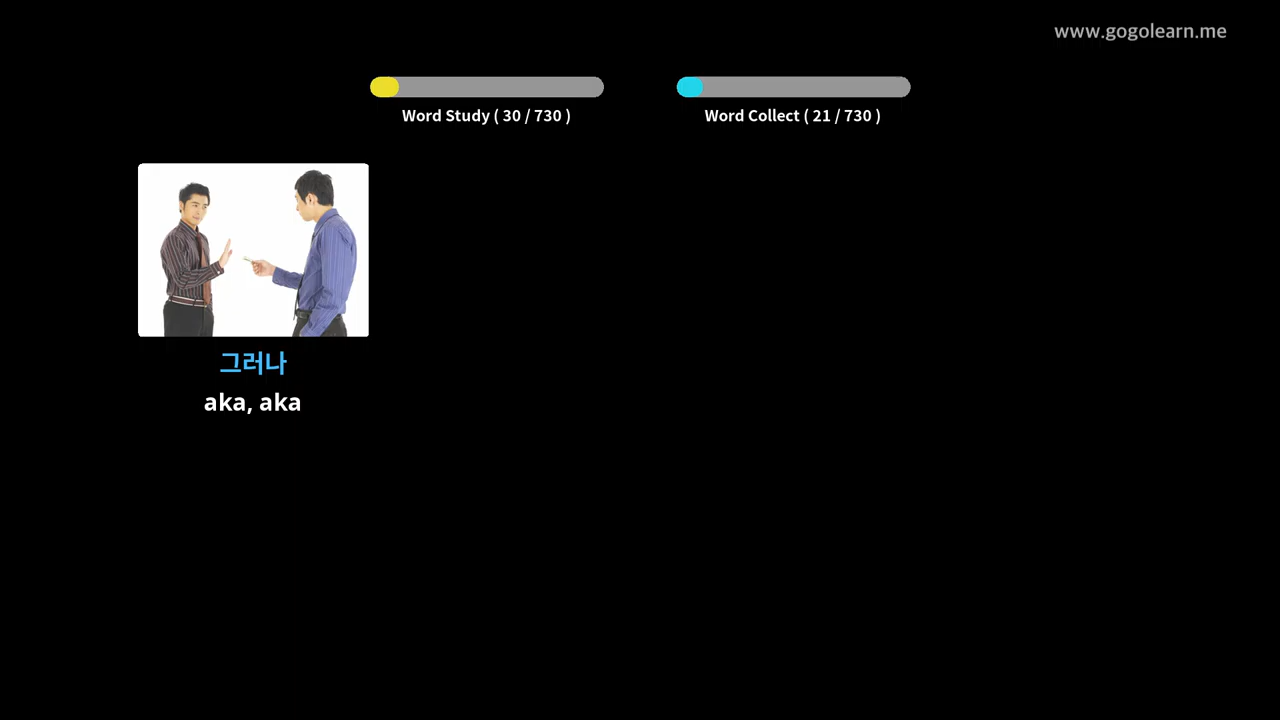 www.gogolearn.me
Word Study ( 30 / 730 )
Word Collect ( 21 / 730 )
그러나
aka, aka